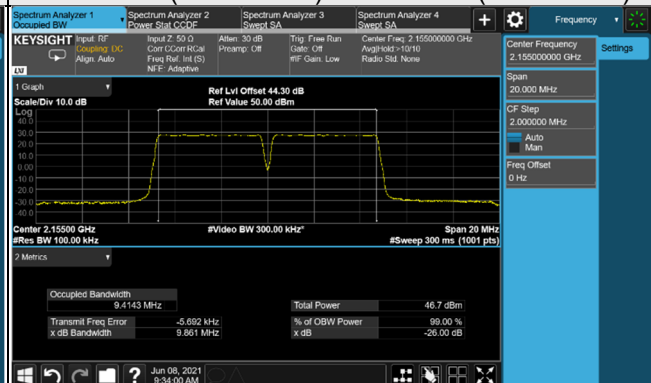 Spectrum Analyzer 1
Occupied BW
Spectrum Analyzer 2
Power Stat CCDF
Spectrum Analyzer 3
Swept SA
Spectrum Analyzer 4
Swept SA
+
Frequency
KEYSIGHT
Input: RF
Coupling: DC
Align: Auto
Input Z: 50 Ω
Corr CCorr RCal
Freq Ref: Int (S)
NFE: Adaptive
Atten: 30 dB
Preamp: Off
Trig: Free Run
Gate: Off
#IF Gain: Low
Center Freq: 2.155000000 GHz
Avg|Hold:>10/10
Radio Std: None
LXI
1 Graph
Scale/Div 10.0 dB
Ref Lvl Offset 44.30 dB
Ref Value 50.00 dBm
Log
40.0
30.0
20.0
10.0
0.00
-10.0
-20.0
-30.0
-40.0
Center 2.15500 GHz
#Res BW 100.00 kHz
#Video BW 300.00 kHz*
Span 20 MHz
#Sweep 300 ms (1001 pts)
2 Metrics
Occupied Bandwidth
9.4143 MHz
Total Power 46.7 dBm
Transmit Freq Error -5.692 kHz
% of OBW Power 99.00 %
x dB Bandwidth 9.861 MHz
x dB -26.00 dB
Center Frequency
2.155000000 GHz
Settings
Span
20.000 MHz
CF Step
2.000000 MHz
Auto
Man
Freq Offset
0 Hz
?
Jun 08, 2021
9:34:00 AM